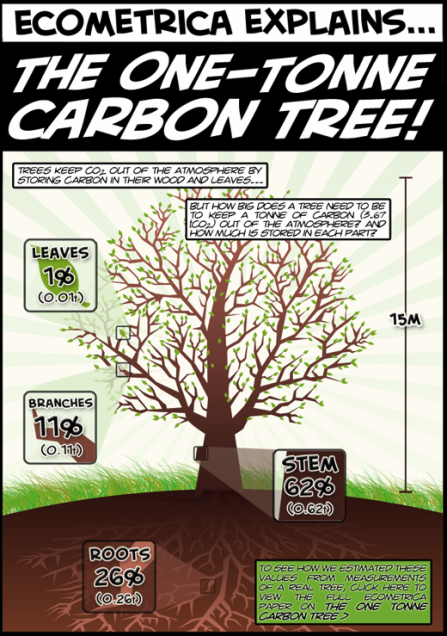 ECOMETRICA EXPLAINS...
THE ONE-TONNE
CARBON TREE!
TREES KEEP CO2 OUT OF THE ATMOSPHERE BY
STORING CARBON IN THEIR WOOD AND LEAVES...
BUT HOW BIG DOES A TREE NEED TO BE
TO KEEP A TONNE OF CARBON (3.67
tCO2) OUT OF THE ATMOSPHERE? AND
HOW MUCH IS STORED IN EACH PART?
LEAVES
1%
(0.01t)
15M
BRANCHES
11%
(0.11t)
STEM
62%
(0.62t)
ROOTS
26%
(0.26t)
TO SEE HOW WE ESTIMATED THESE
VALUES FROM MEASUREMENTS
OF A REAL TREE, CLICK HERE TO
VIEW THE FULL ECOMETRICA
PAPER ON THE ONE TONNE
CARBON TREE >